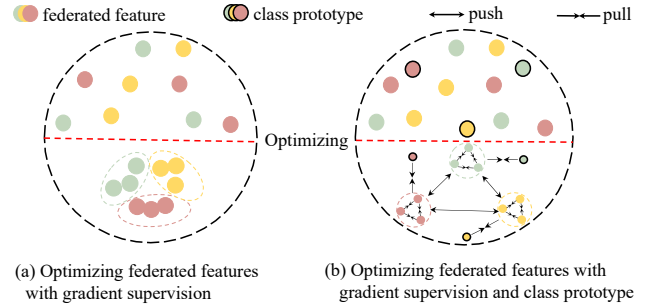 federated feature class prototype push pull
Optimizing
(a) Optimizing federated features
with gradient supervision
(b) Optimizing federated features with
gradient supervision and class prototype